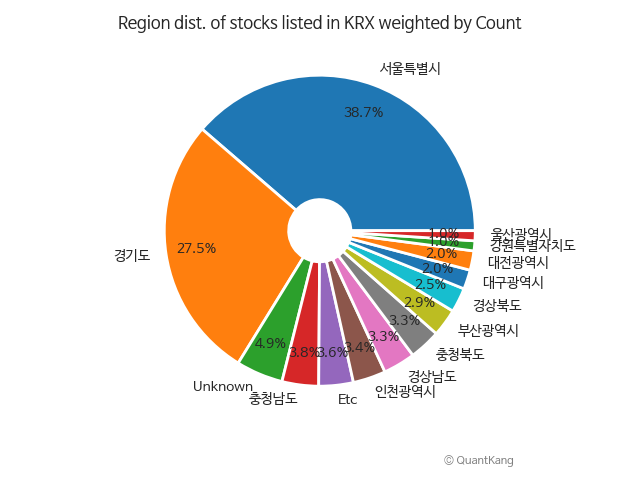 Region dist. of stocks listed in KRX weighted by Count
서울특별시
38.7%
경기도
27.5%
Unknown
4.9%
충청남도
3.8%
Etc
3.6%
인천광역시
3.4%
경상남도
3.3%
충청북도
3.3%
부산광역시
2.9%
경상북도
2.5%
대구광역시
2.0%
대전광역시
2.0%
강원특별자치도
1.0%
울산광역시
1.0%
© QuantKang